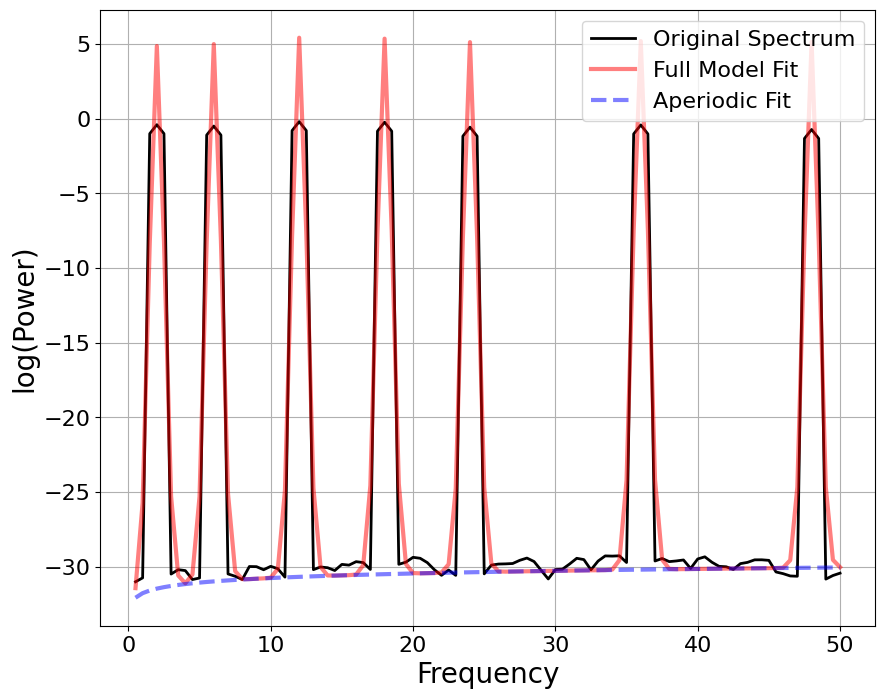 Original Spectrum
Full Model Fit
Aperiodic Fit
log(Power)
5
0
−5
−10
−15
−20
−25
−30
0 10 20 30 40 50
Frequency